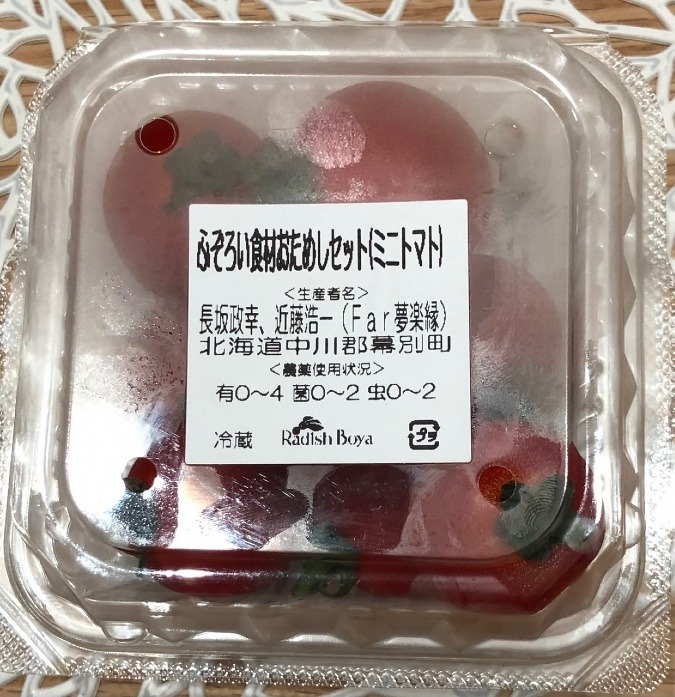 ふぞろい食材おためしセット(ミニトマト)
<生産者名>
長坂政幸、近藤浩一(Far夢楽縁)
北海道中川郡幕別町
<農薬使用状況>
有0～4 菌0～2 虫0～2
冷蔵 Radish Boya プラ